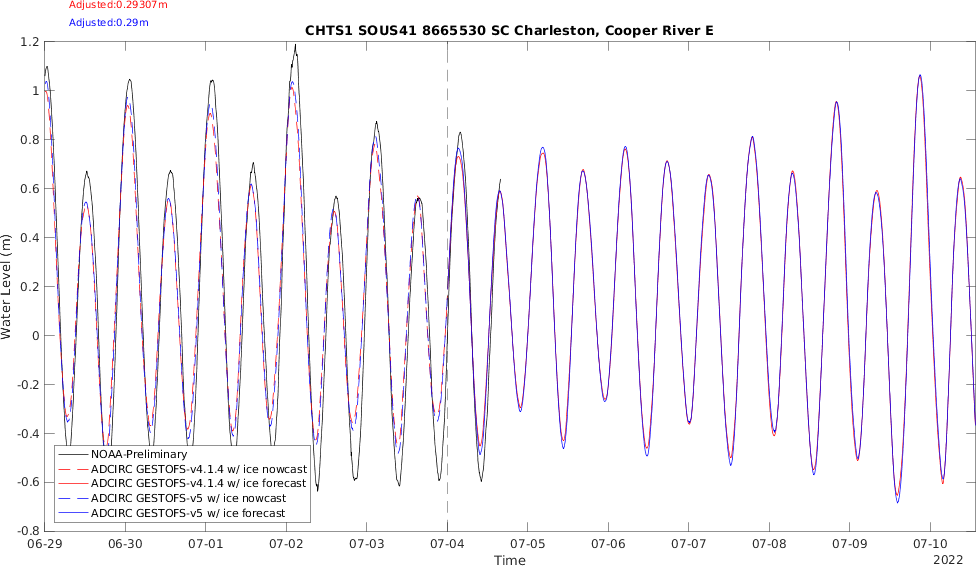 Adjusted:0.29307m
Adjusted:0.29m
CHTS1 SOUS41 8665530 SC Charleston, Cooper River E
1.2
1
0.8
0.6
0.4
0.2
0
-0.2
-0.4
-0.6
-0.8
Water Level (m)
NOAA-Preliminary
ADCIRC GESTOFS-v4.1.4 w/ ice nowcast
ADCIRC GESTOFS-v4.1.4 w/ ice forecast
ADCIRC GESTOFS-v5 w/ ice nowcast
ADCIRC GESTOFS-v5 w/ ice forecast
06-29 06-30 07-01 07-02 07-03 07-04 07-05 07-06 07-07 07-08 07-09 07-10
Time
2022